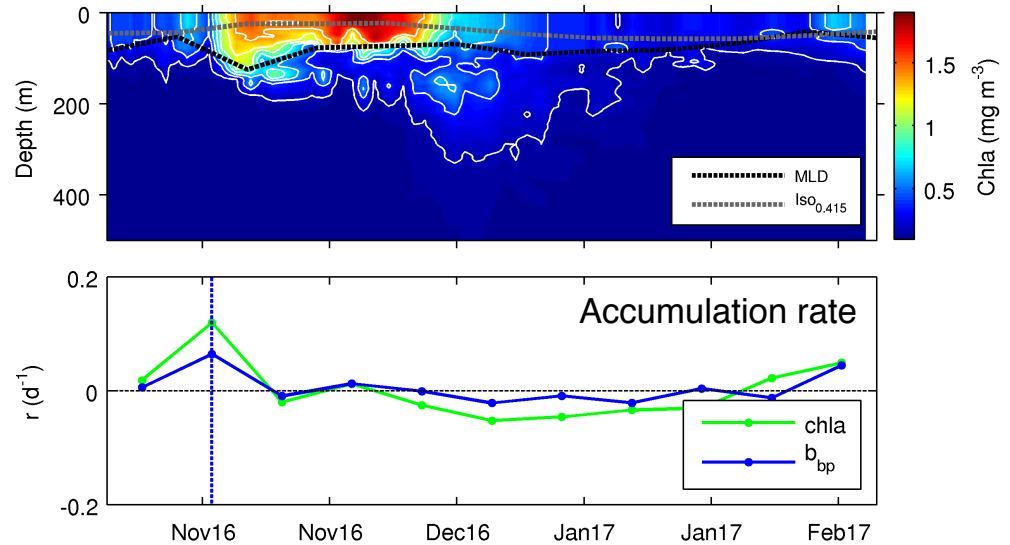 0
200
400
Depth (m)
MLD
Iso0.415
1.5
1
0.5
Chla (mg m-3)
Accumulation rate
0.2
0
-0.2
r (d-1)
chla
bbp
Nov16 Nov16 Dec16 Jan17 Jan17 Feb17